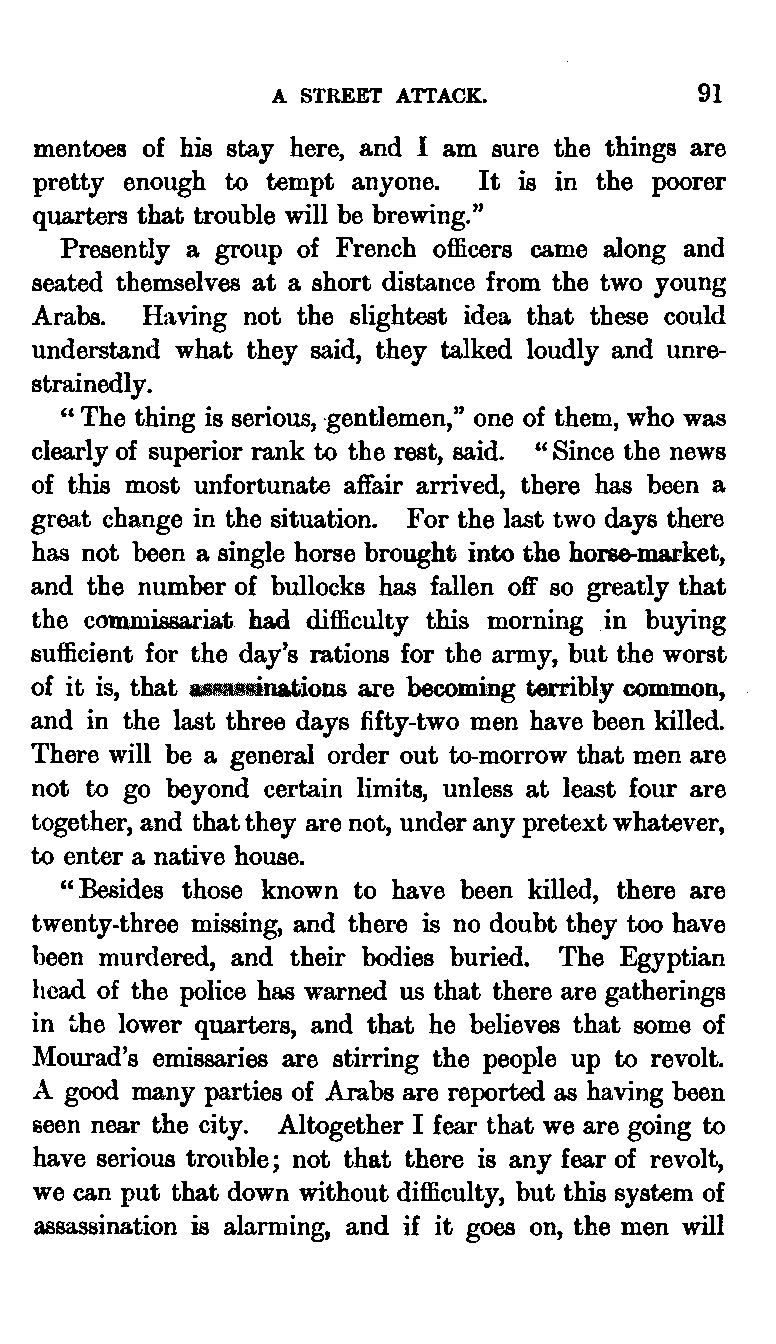 A STREET ATTACK. 91
mentoes of his stay here, and I am sure the things are
pretty enough to tempt anyone. It is in the poorer
quarters that trouble will be brewing.”
Presently a group of French officers came along and
seated themselves at a short distance from the two young
Arabs. Having not the slightest idea that these could
understand what they said, they talked loudly and unre-
strainedly.
“The thing is serious, gentlemen,” one of them, who was
clearly of superior rank to the rest, said. “Since the news
of this most unfortunate affair arrived, there has been a
great change in the situation. For the last two days there
has not been a single horse brought into the horse-market,
and the number of bullocks has fallen off so greatly that
the commissariat had difficulty this morning in buying
sufficient for the day’s rations for the army, but the worst
of it is, that assassinations are becoming terribly common,
and in the last three days fifty-two men have been killed.
There will be a general order out to-morrow that men are
not to go beyond certain limits, unless at least four are
together, and that they are not, under any pretext whatever,
to enter a native house.
“Besides those known to have been killed, there are
twenty-three missing, and there is no doubt they too have
been murdered, and their bodies buried. The Egyptian
head of the police has warned us that there are gatherings
in the lower quarters, and that he believes that some of
Mourad’s emissaries are stirring the people up to revolt.
A good many parties of Arabs are reported as having been
seen near the city. Altogether I fear that we are going to
have serious trouble; not that there is any fear of revolt,
we can put that down without difficulty, but this system of
assassination is alarming, and if it goes on, the men will